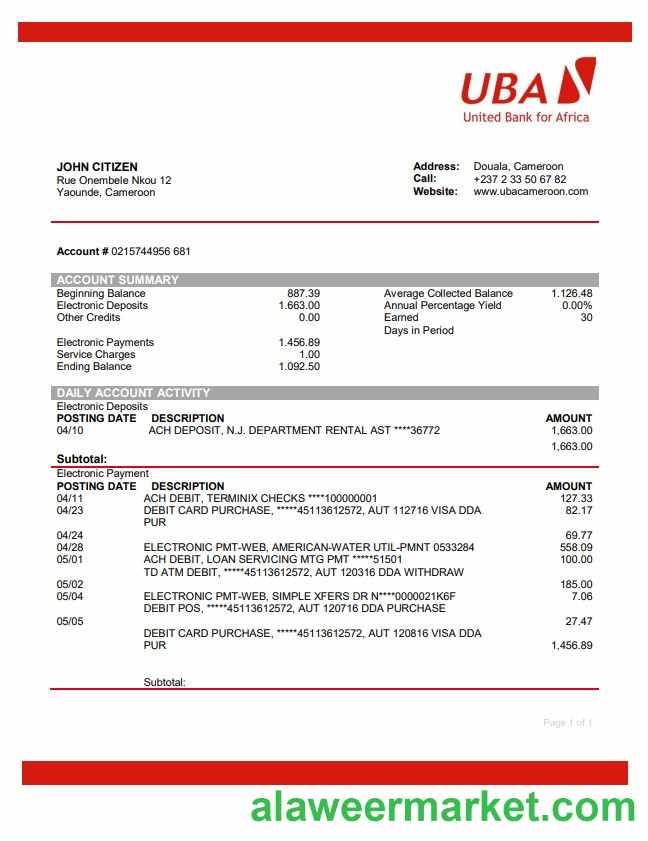 UBA
United Bank for Africa
JOHN CITIZEN
Rue Onembele Nkou 12
Yaounde, Cameroon
Address: Douala, Cameroon
Call: +237 2 33 50 67 82
Website: www.ubacameroon.com
Account # 0215744956 681
ACCOUNT SUMMARY
Beginning Balance 887.39 Average Collected Balance 1.126.48
Electronic Deposits 1.663.00 Annual Percentage Yield 0.00%
Other Credits 0.00 Earned 30
Days in Period
Electronic Payments 1.456.89
Service Charges 1.00
Ending Balance 1.092.50
DAILY ACCOUNT ACTIVITY
Electronic Deposits
POSTING DATE DESCRIPTION AMOUNT
04/10 ACH DEPOSIT, N.J. DEPARTMENT RENTAL AST ****36772 1,663.00
1,663.00
Subtotal:
Electronic Payment
POSTING DATE DESCRIPTION AMOUNT
04/11 ACH DEBIT, TERMINIX CHECKS ****100000001 127.33
04/23 DEBIT CARD PURCHASE, *****45113612572, AUT 112716 VISA DDA 82.17
PUR
04/24 69.77
04/28 ELECTRONIC PMT-WEB, AMERICAN-WATER UTIL-PMNT 0533284 558.09
05/01 ACH DEBIT, LOAN SERVICING MTG PMT *****51501 100.00
TD ATM DEBIT, *****45113612572, AUT 120316 DDA WITHDRAW
05/02 185.00
05/04 ELECTRONIC PMT-WEB, SIMPLE XFERS DR N****0000021K6F 7.06
DEBIT POS, *****45113612572, AUT 120716 DDA PURCHASE
05/05 27.47
DEBIT CARD PURCHASE, *****45113612572, AUT 120816 VISA DDA
PUR 1,456.89
Subtotal:
Page 1 of 1
alaweermarket.com